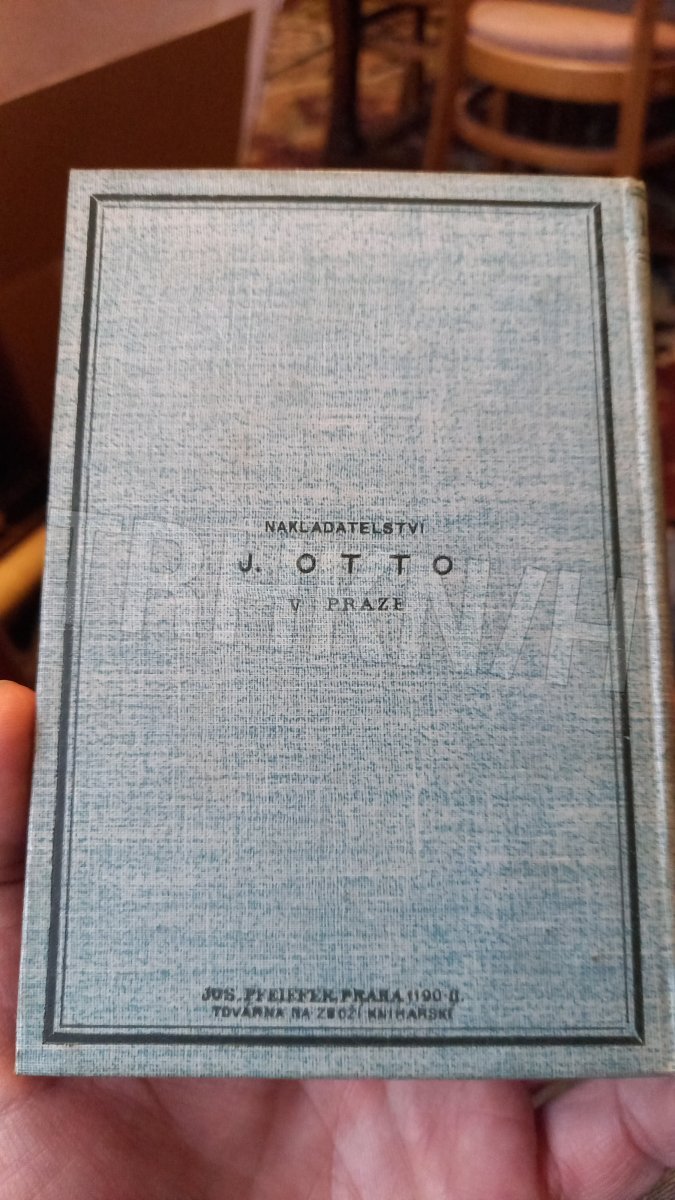 NAKLADATELSTVÍ
J. OTTO
V PRAZE
JOS. PFEIFFER, PRAHA 1190-II.
TOVÁRNA NA ZBOŽÍ KNIHAŘSKÉ